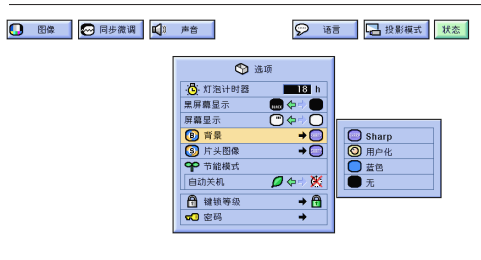 图像
同步微调
声音
语言
投影模式
状态
选项
灯泡计时器 18 h
黑屏幕显示
屏幕显示
背景
片头图像
节能模式
自动关机
键锁等级
密码
Sharp
用户化
蓝色
无